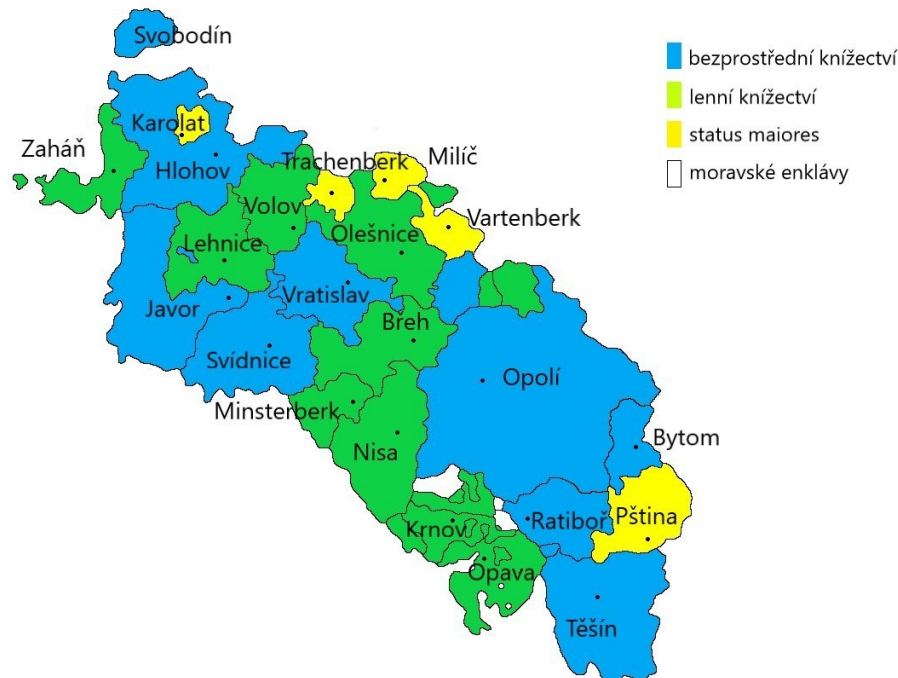 Svobodín
bezprostřední knížectví
lenní knížectví
status maiores
moravské enklávy
Karolat
Zaháň
Hlohov
Trachenberk
Milíč
Volov
Vartenberk
Olešnice
Lehnice
Javor
Vratislav
Breh
Svídnice
Opolí
Minsterberk
Nisa
Bytom
Ratiboř
Pština
Krnov
Opava
Těšín